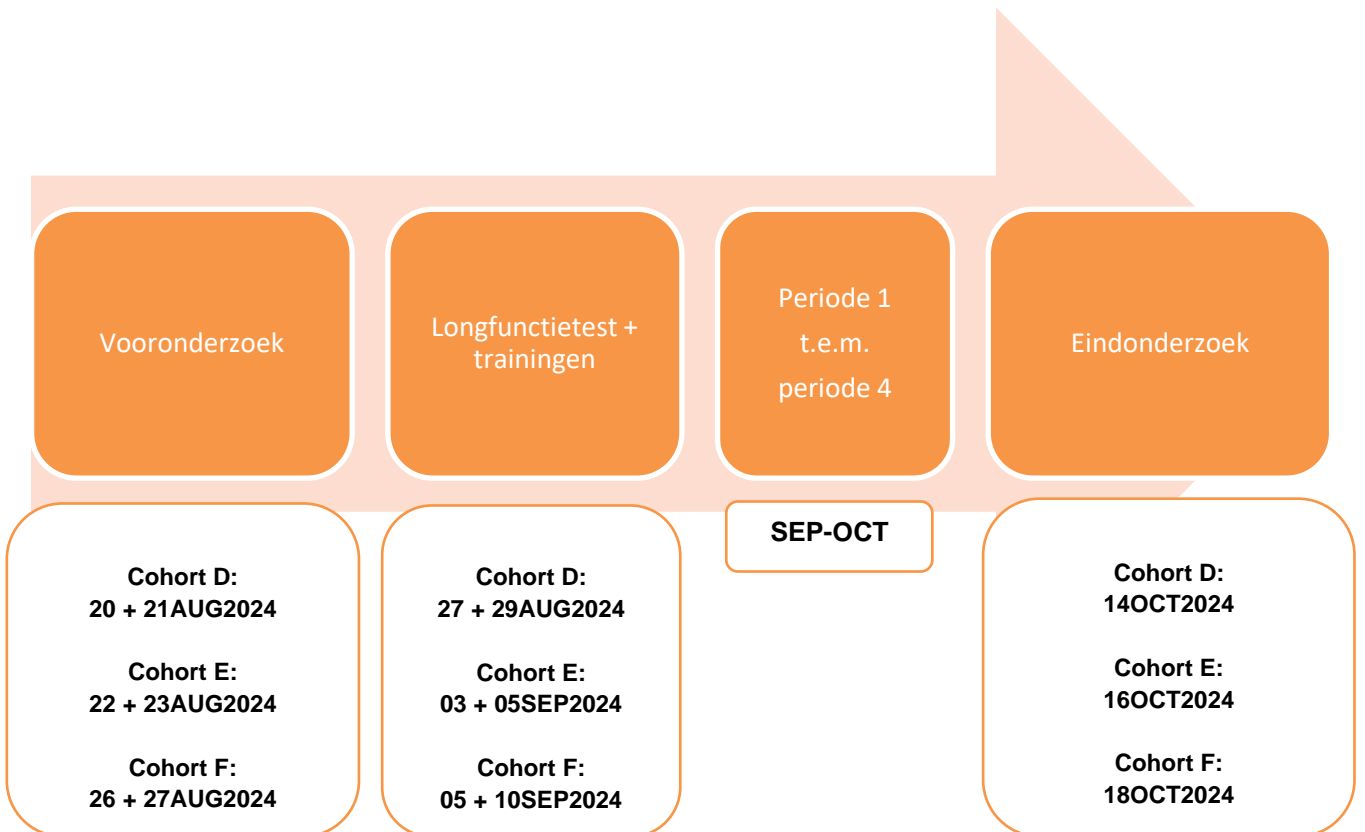 Vooronderzoek
Longfunctietest +
trainingen
Periode 1
t.e.m.
periode 4
Eindonderzoek
Cohort D:
20 + 21AUG2024
Cohort E:
22 + 23AUG2024
Cohort F:
26 + 27AUG2024
Cohort D:
27 + 29AUG2024
Cohort E:
03 + 05SEP2024
Cohort F:
05 + 10SEP2024
SEP-OCT
Cohort D:
14OCT2024
Cohort E:
16OCT2024
Cohort F:
18OCT2024